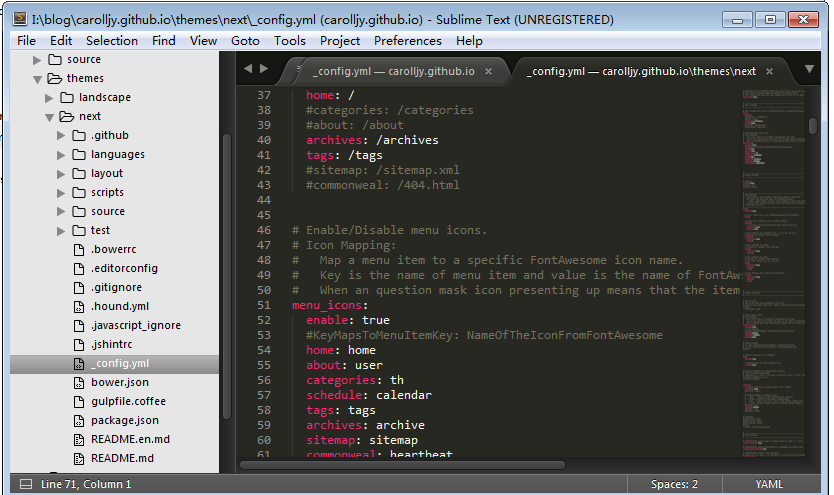 I:\blog\carolljy.github.io\themes\next\_config.yml (carolljy.github.io) - Sublime Text (UNREGISTERED)
File Edit Selection Find View Goto Tools Project Preferences Help
source
themes
landscape
next
.github
languages
layout
scripts
source
test
.bowerrc
.editorconfig
.gitignore
.hound.yml
.javascript_ignore
.jshintrc
_config.yml
bower.json
gulpfile.coffee
package.json
README.en.md
README.md
_config.yml — carolljy.github.io × _config.yml — carolljy.github.io\themes\next ×
37 home: /
38 #categories: /categories
39 #about: /about
40 archives: /archives
41 tags: /tags
42 #sitemap: /sitemap.xml
43 #commonweal: /404.html
44
45
46 # Enable/Disable menu icons.
47 # Icon Mapping:
48 #   Map a menu item to a specific FontAwesome icon name.
49 #   Key is the name of menu item and value is the name of FontAw
50 #   When an question mask icon presenting up means that the item
51 menu_icons:
52 enable: true
53 #KeyMapsToMenuItemKey: NameOfTheIconFromFontAwesome
54 home: home
55 about: user
56 categories: th
57 schedule: calendar
58 tags: tags
59 archives: archive
60 sitemap: sitemap
61 commonweal: heartbeat
Line 71, Column 1 Spaces: 2 YAML